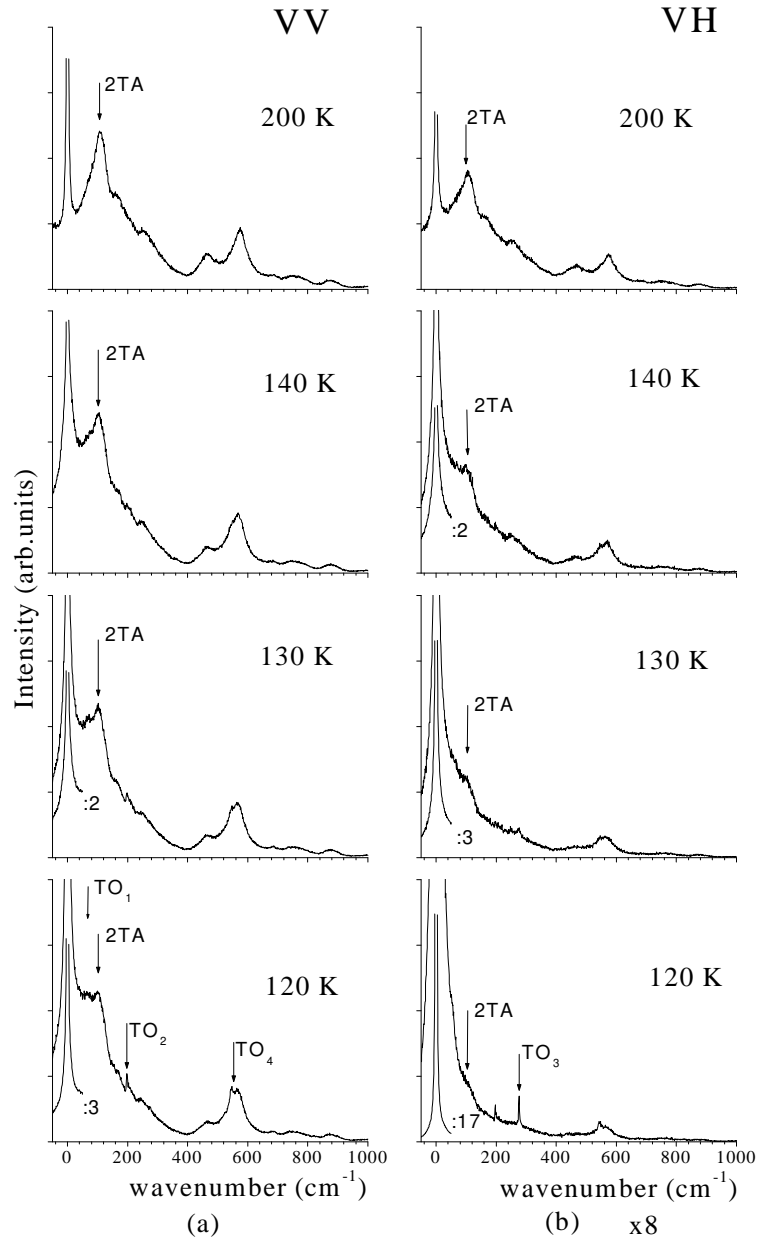 VV
VH
2TA
200 K
2TA
200 K
2TA
140 K
2TA
140 K
:2
Intensity (arb.units)
2TA
130 K
:2
2TA
130 K
:3
TO₁
2TA
120 K
TO₂
TO₄
:3
2TA
120 K
TO₃
:17
0 200 400 600 800 1000
0 200 400 600 800 1000
wavenumber (cm⁻¹)
wavenumber (cm⁻¹)
(a)
(b) x8